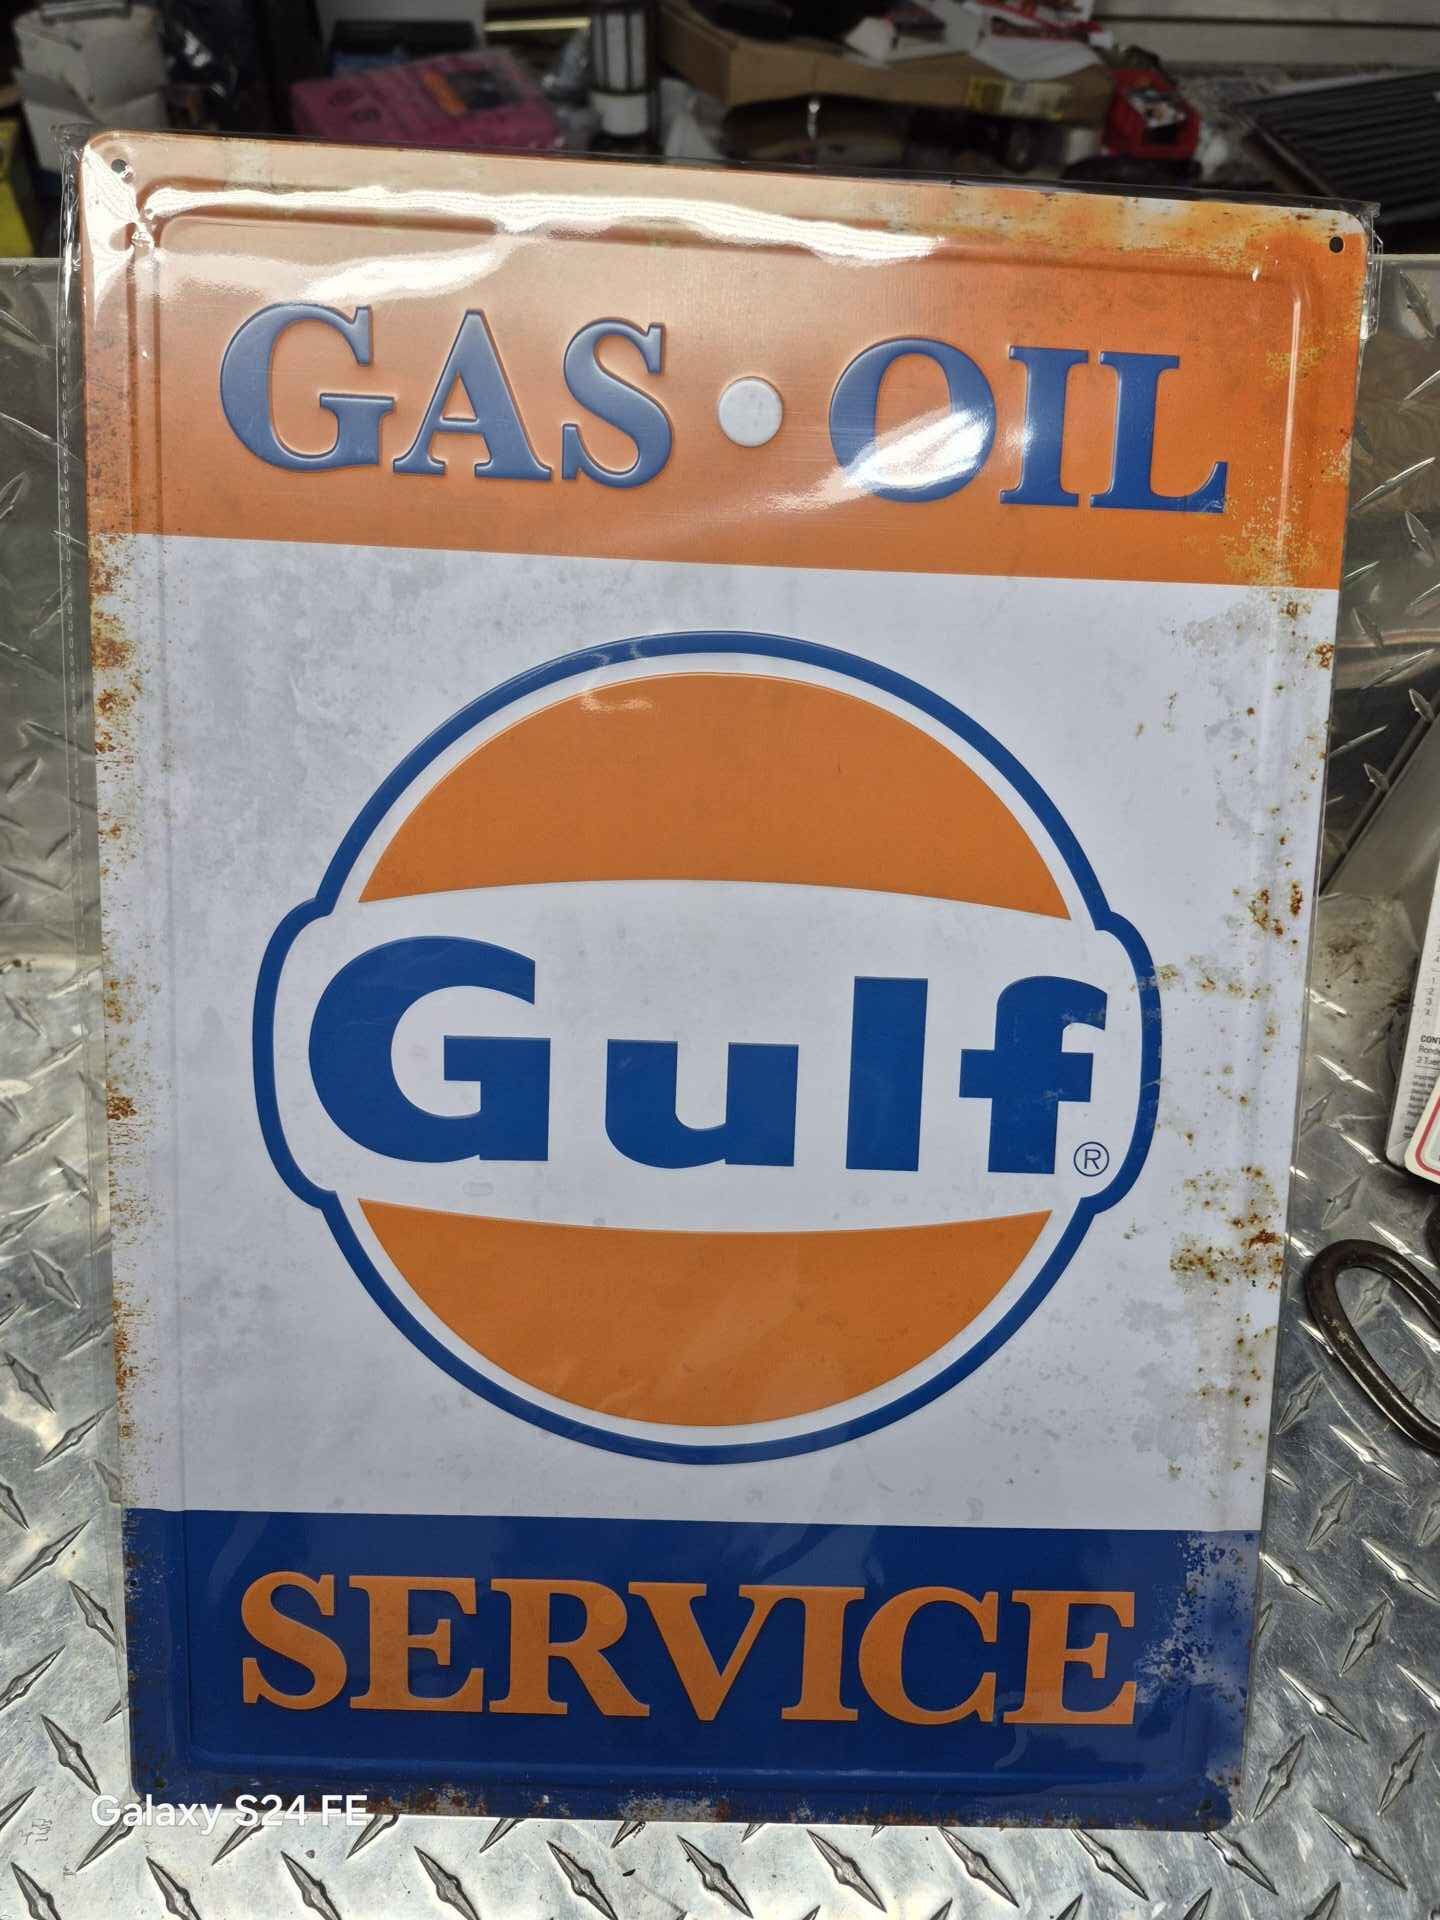 GAS • OIL
Gulf®
SERVICE
Galaxy S24 FE